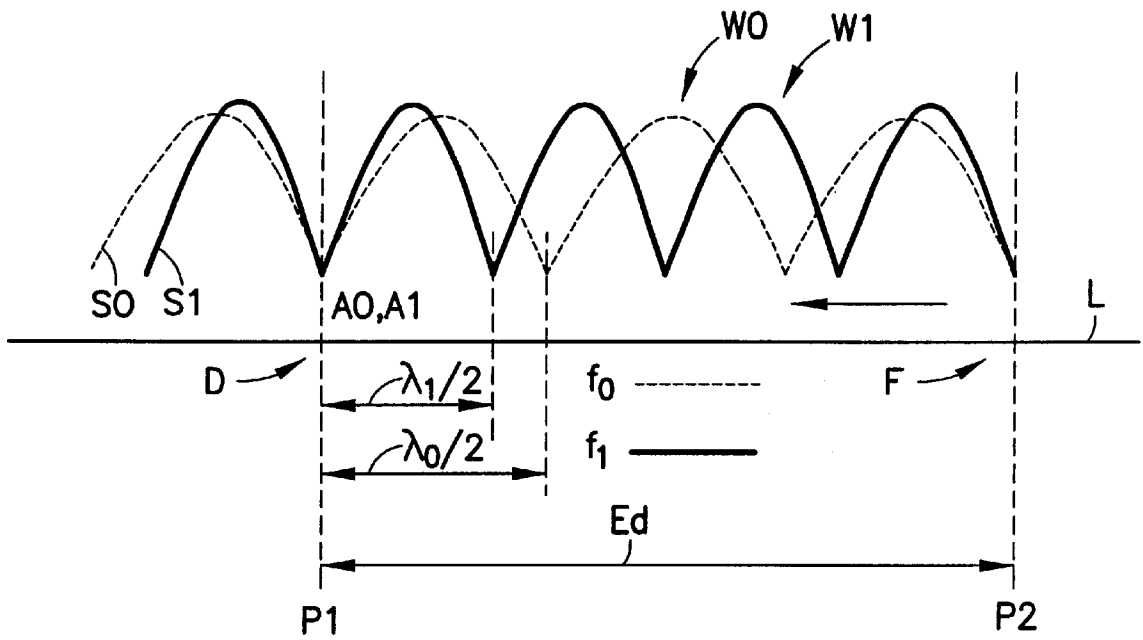 W0 W1
S0 S1 A0,A1 L
D F
λ1/2 f0
λ0/2 f1
Ed
P1 P2